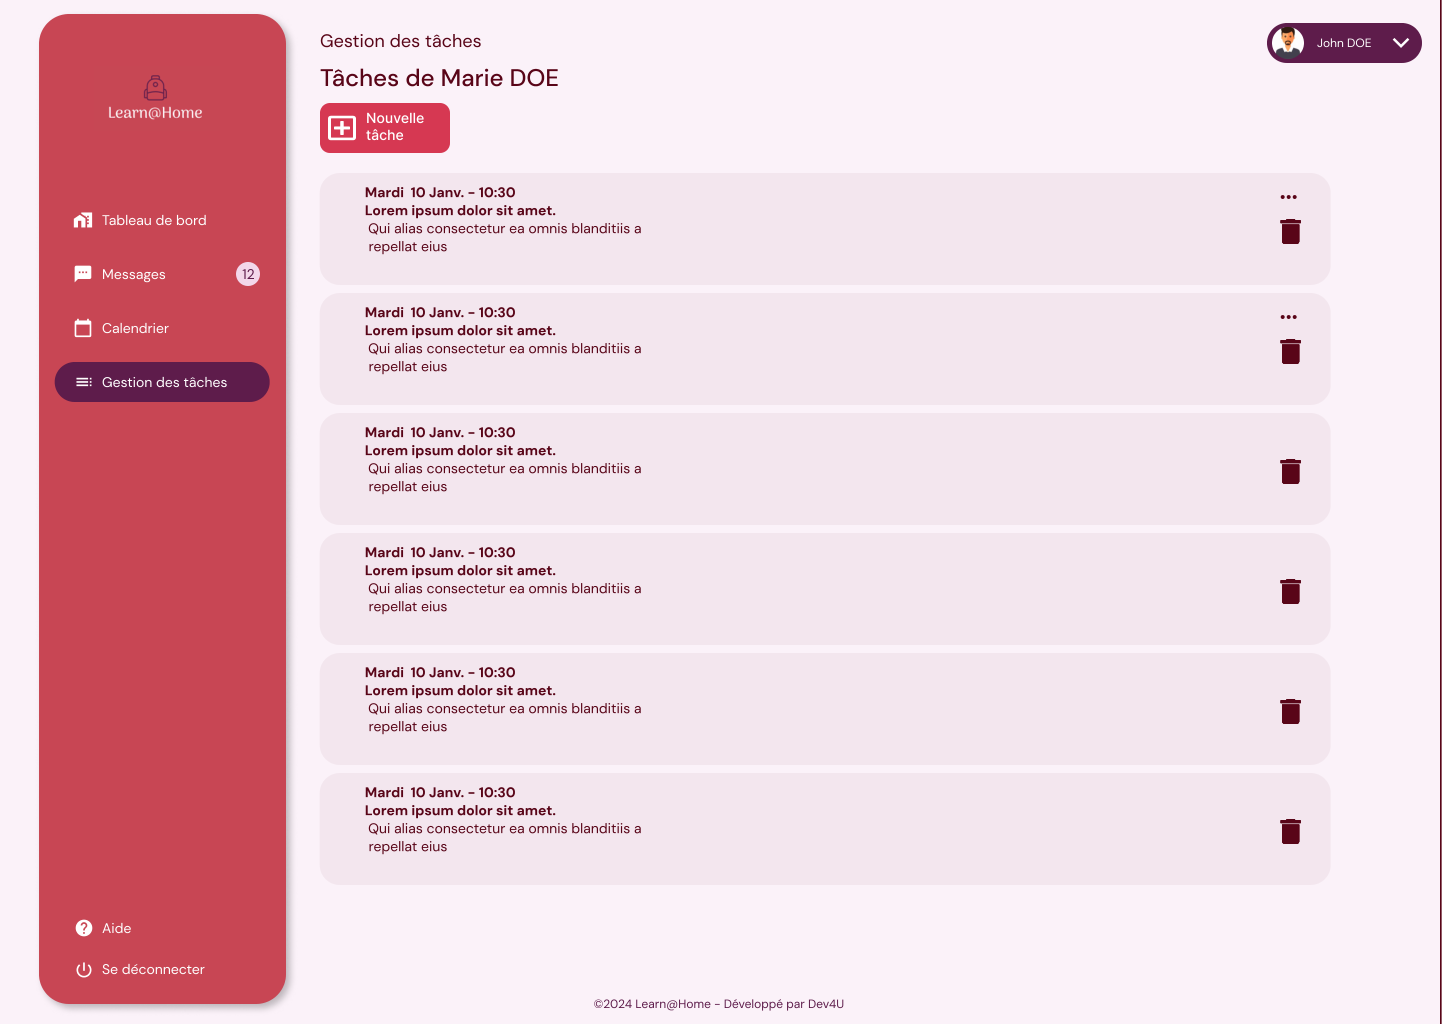 Learn@Home
Tableau de bord
Messages
12
Calendrier
Gestion des tâches
Aide
Se déconnecter
Gestion des tâches
John DOE
Tâches de Marie DOE
Nouvelle
tâche
Mardi 10 Janv. - 10:30
Lorem ipsum dolor sit amet.
Qui alias consectetur ea omnis blanditiis a
repellat eius
Mardi 10 Janv. - 10:30
Lorem ipsum dolor sit amet.
Qui alias consectetur ea omnis blanditiis a
repellat eius
Mardi 10 Janv. - 10:30
Lorem ipsum dolor sit amet.
Qui alias consectetur ea omnis blanditiis a
repellat eius
Mardi 10 Janv. - 10:30
Lorem ipsum dolor sit amet.
Qui alias consectetur ea omnis blanditiis a
repellat eius
Mardi 10 Janv. - 10:30
Lorem ipsum dolor sit amet.
Qui alias consectetur ea omnis blanditiis a
repellat eius
Mardi 10 Janv. - 10:30
Lorem ipsum dolor sit amet.
Qui alias consectetur ea omnis blanditiis a
repellat eius
©2024 Learn@Home - Développé par Dev4U